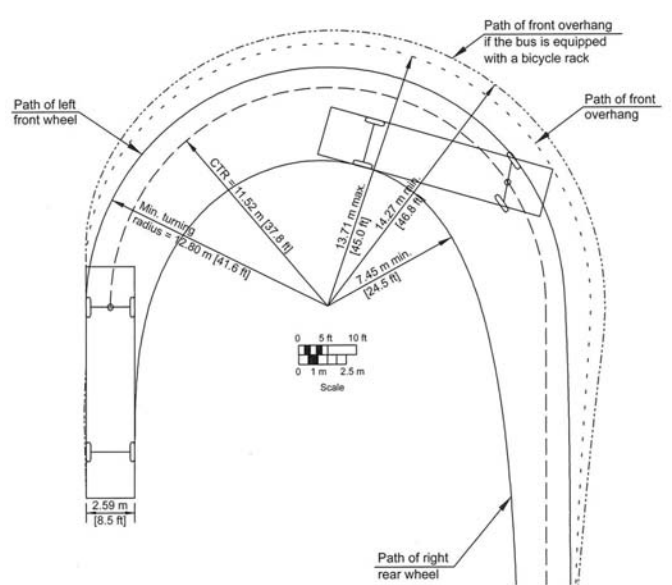 Path of front overhang
if the bus is equipped
with a bicycle rack
Path of left
front wheel
Path of front
overhang
CTR = 11.52 m [37.8 ft]
Min. turning
radius = 12.80 m [41.6 ft]
13.71 m max.
[45.0 ft]
14.27 m min.
[46.8 ft]
7.45 m min.
[24.5 ft]
0 5 ft 10 ft
0 1 m 2.5 m
Scale
2.59 m
[8.5 ft]
Path of right
rear wheel